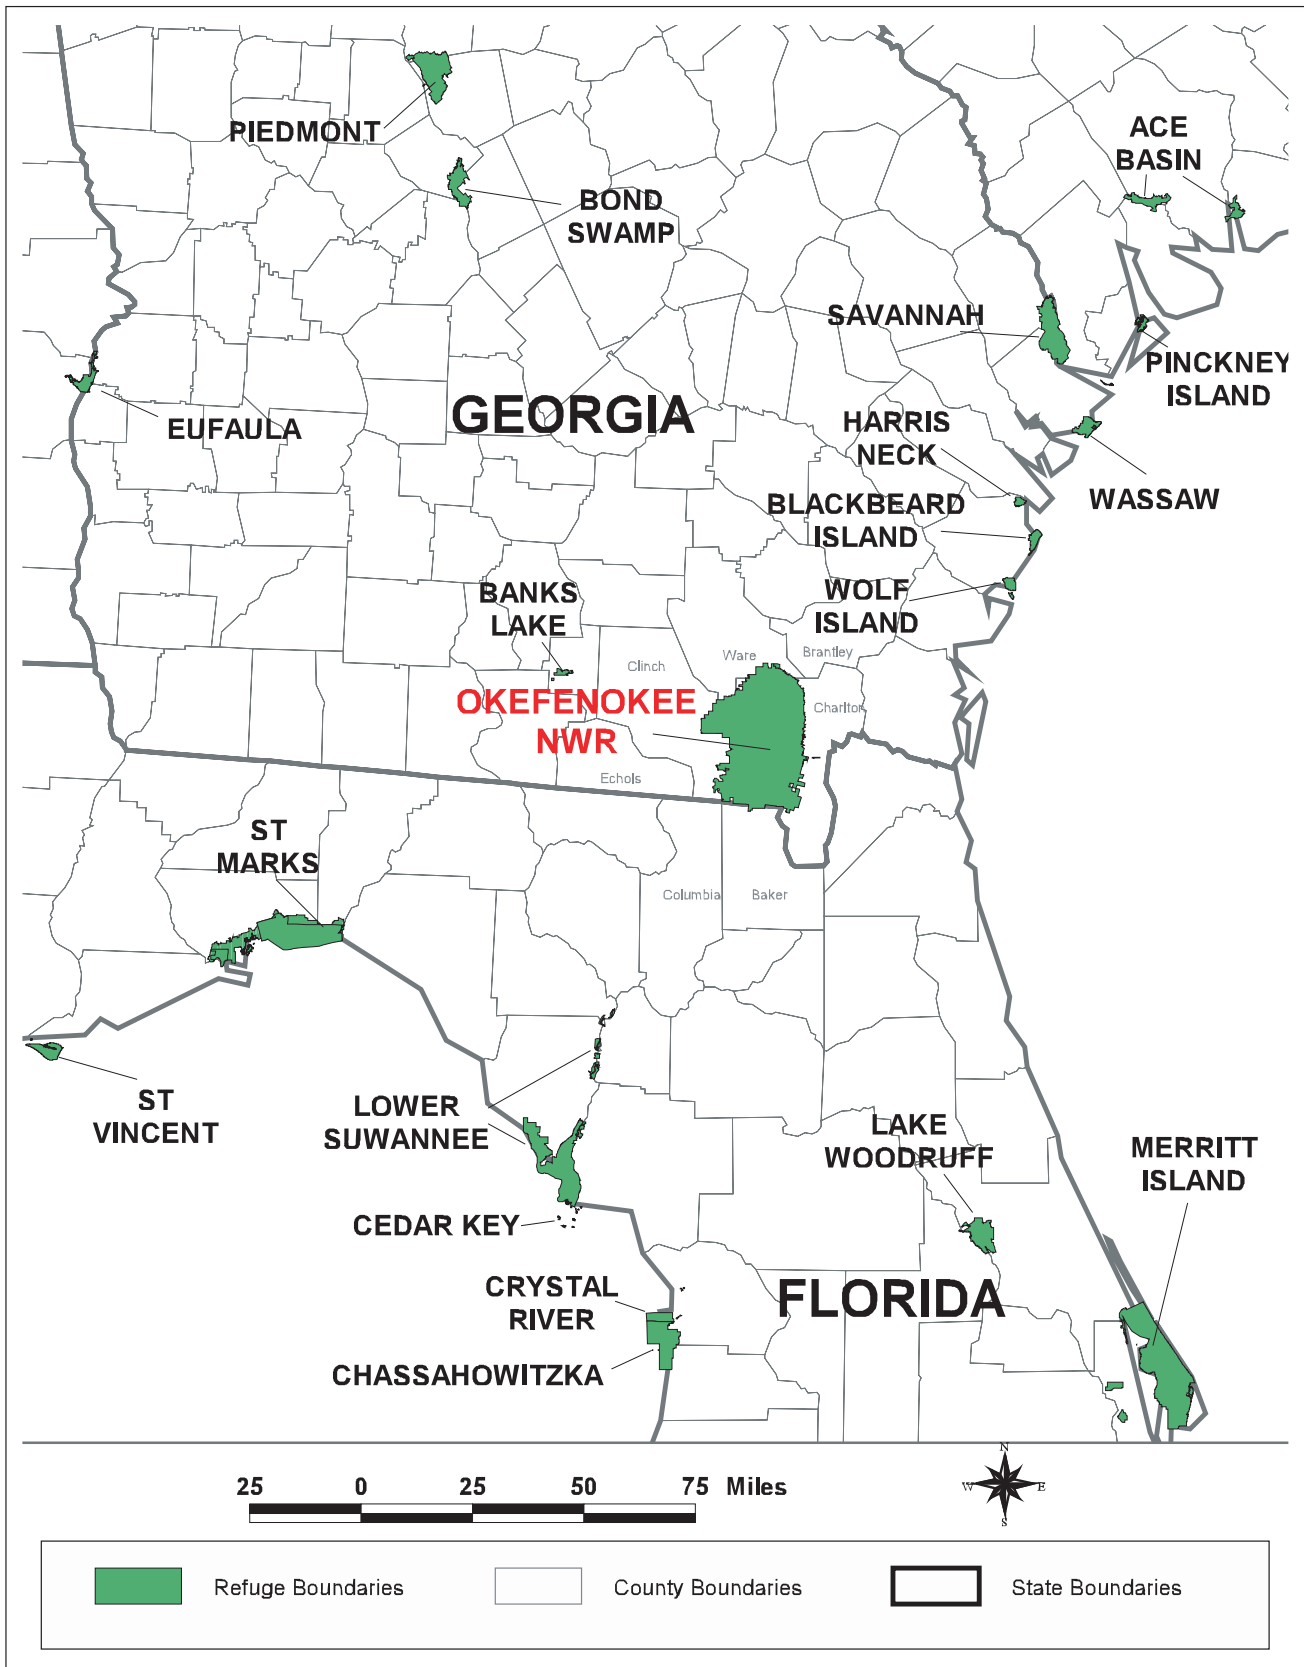 PIEDMONT
ACE
BASIN
BOND
SWAMP
SAVANNAH
PINCKNEY
ISLAND
EUFAULA
GEORGIA
HARRIS
NECK
WASSAW
BLACKBEARD
ISLAND
BANKS
LAKE
WOLF
ISLAND
Clinch
Ware
Brantley
OKEFENOKEE
NWR
Charlton
Echols
ST
MARKS
Columbia
Baker
ST
VINCENT
LOWER
SUWANNEE
LAKE
WOODRUFF
MERRITT
ISLAND
CEDAR KEY
CRYSTAL
RIVER
FLORIDA
CHASSAHOWITZKA
25 0 25 50 75 Miles
N
W E
S
Refuge Boundaries
County Boundaries
State Boundaries